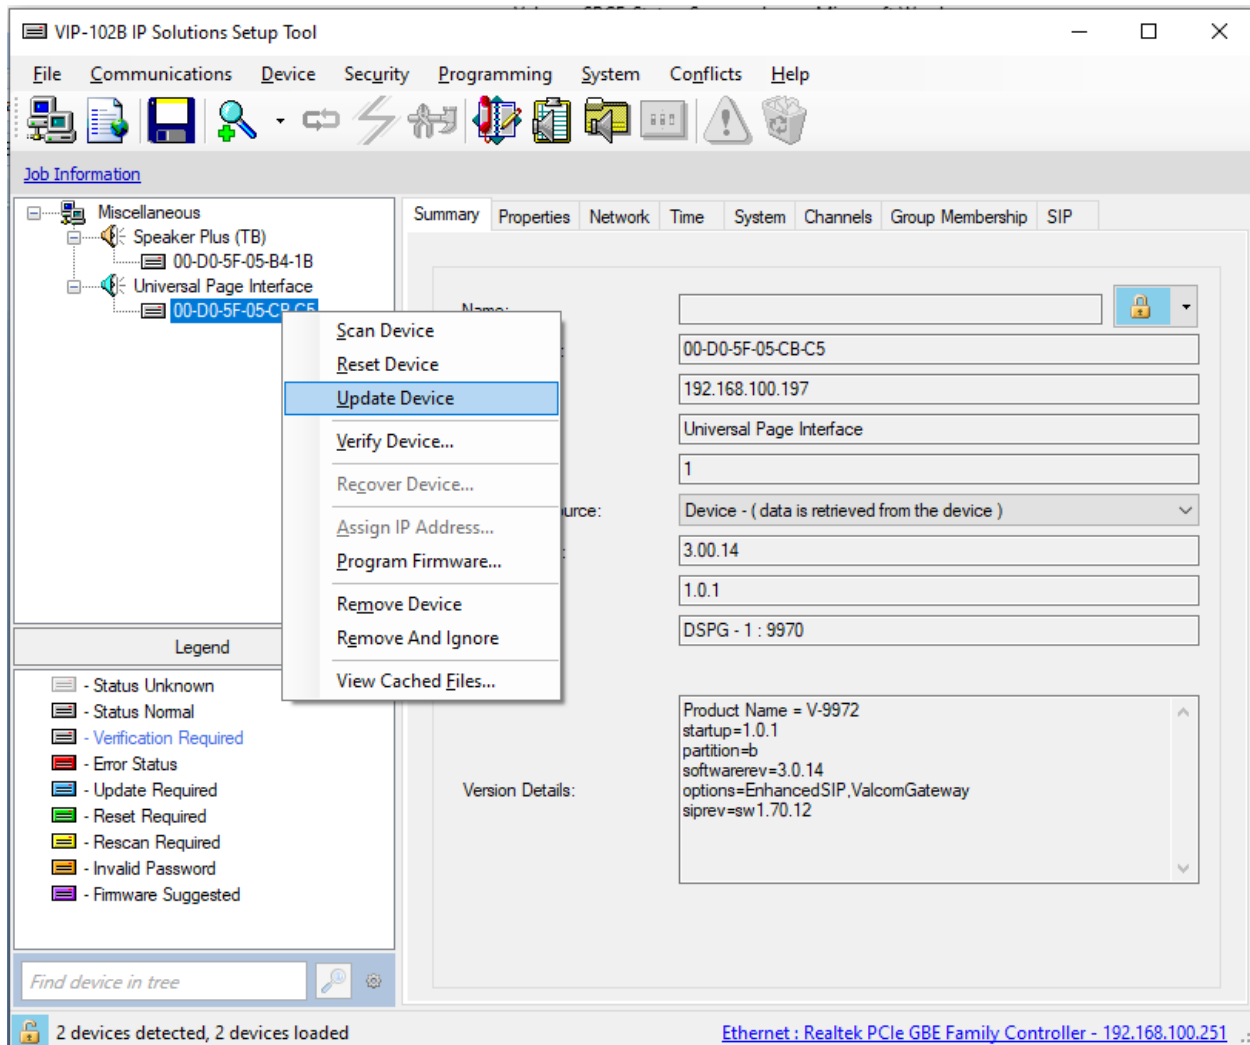 VIP-102B IP Solutions Setup Tool
File Communications Device Security Programming System Conflicts Help
Job Information
Miscellaneous
Speaker Plus (TB)
00-D0-5F-05-B4-1B
Universal Page Interface
00-D0-5F-05-CB-C5
Scan Device
Reset Device
Update Device
Verify Device...
Recover Device...
Assign IP Address...
Program Firmware...
Remove Device
Remove And Ignore
View Cached Files...
Legend
- Status Unknown
- Status Normal
- Verification Required
- Error Status
- Update Required
- Reset Required
- Rescan Required
- Invalid Password
- Firmware Suggested
Find device in tree
Summary Properties Network Time System Channels Group Membership SIP
Name:
00-D0-5F-05-CB-C5
192.168.100.197
Universal Page Interface
1
Device - ( data is retrieved from the device )
3.00.14
1.0.1
DSPG - 1 : 9970
Version Details:
Product Name = V-9972
startup=1.0.1
partition=b
softwarerev=3.0.14
options=EnhancedSIP,ValcomGateway
siprev=sw1.70.12
2 devices detected, 2 devices loaded
Ethernet : Realtek PCIe GBE Family Controller - 192.168.100.251